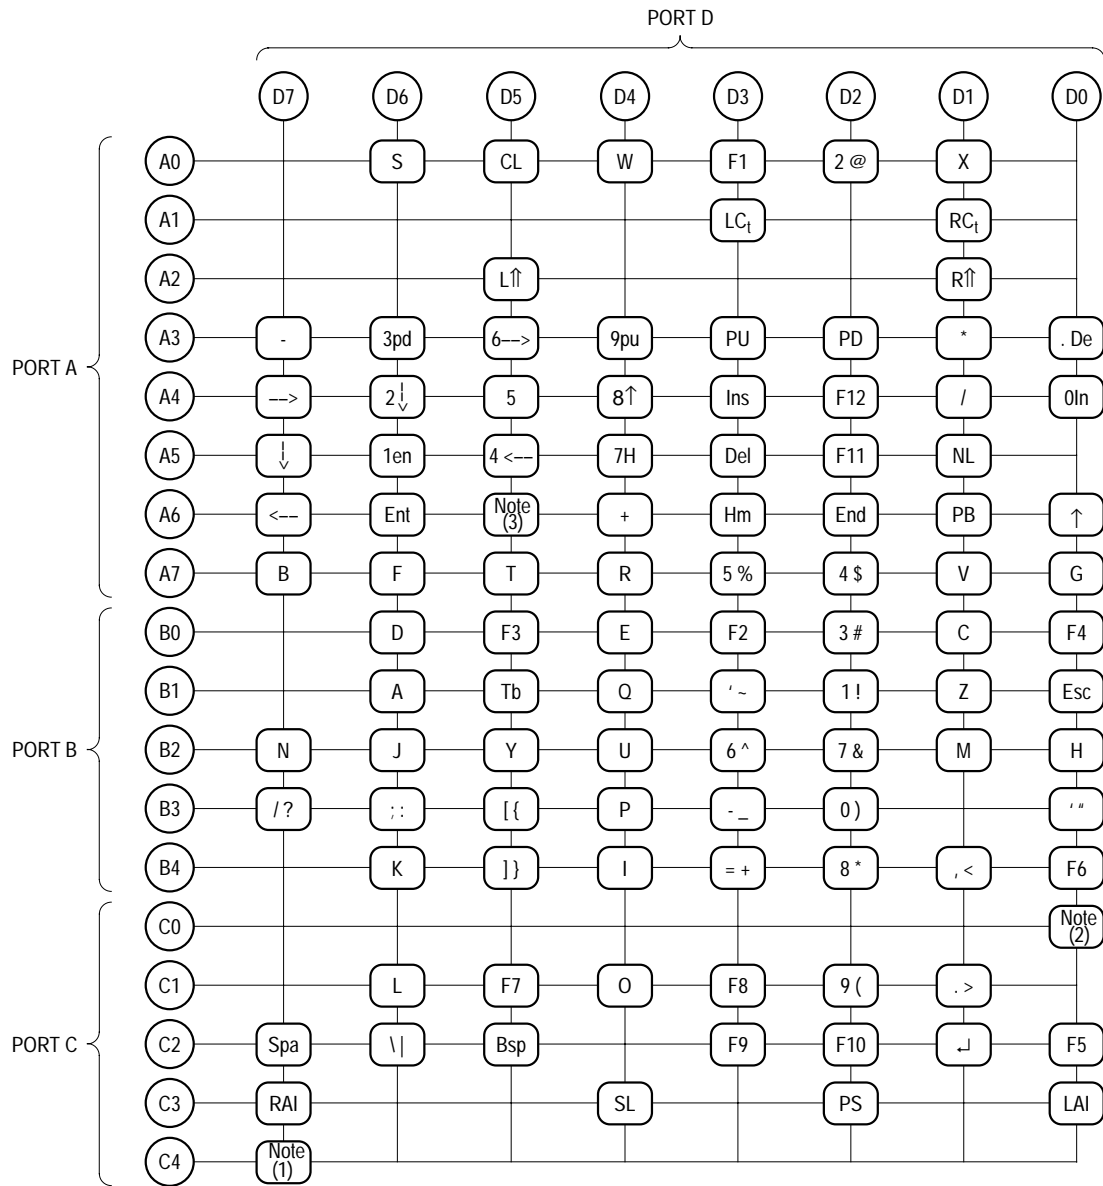 PORT D
D7 D6 D5 D4 D3 D2 D1 D0
A0 S CL W F1 2 @ X
A1 LCt RCt
A2 L⇑ R⇑
PORT A
A3 - 3pd 6--> 9pu PU PD * . De
A4 --> 2¦˅ 5 8↑ Ins F12 / 0In
A5 ¦˅ 1en 4 <-- 7H Del F11 NL
A6 <-- Ent Note (3) + Hm End PB ↑
A7 B F T R 5 % 4 $ V G
B0 D F3 E F2 3 # C F4
B1 A Tb Q ‘ ~ 1 ! Z Esc
PORT B
B2 N J Y U 6 ^ 7 & M H
B3 / ? ; : [ { P - _ 0 ) ‘ “
B4 K ] } I = + 8 * , < F6
C0 Note (2)
C1 L F7 O F8 9 ( . >
PORT C
C2 Spa \ | Bsp F9 F10 ↵ F5
C3 RAI SL PS LAI
C4 Note (1)